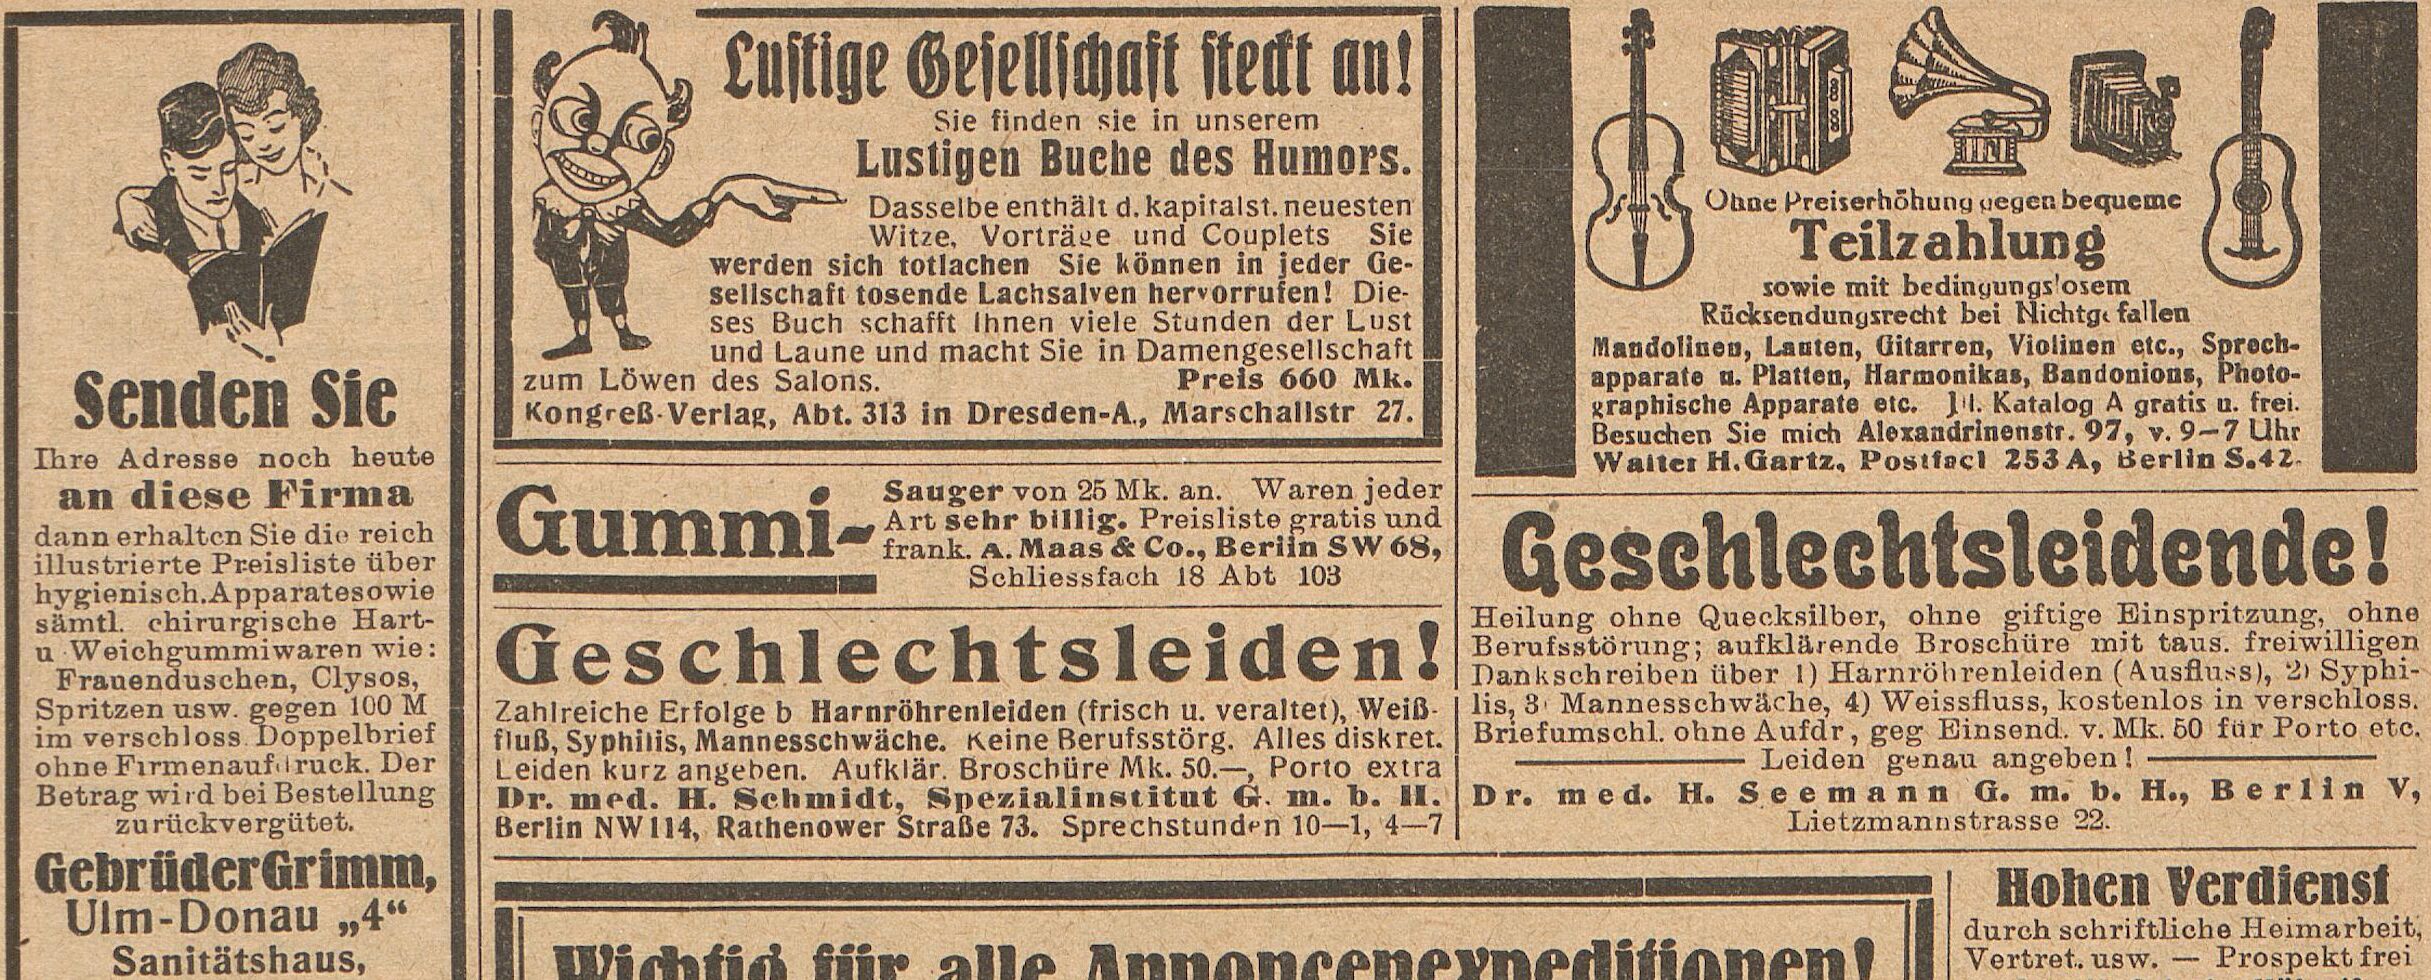 Senden Sie
Ihre Adresse noch heute
an diese Firma
dann erhalten Sie die reich
illustrierte Preisliste über
hygienisch. Apparate sowie
sämtl. chirurgische Hart-
u Weichgummiwaren wie:
Frauenduschen, Clysos,
Spritzen usw. gegen 100 M
im verschloss. Doppelbrief
ohne Firmenaufdruck. Der
Betrag wird bei Bestellung
zurückvergütet.
Gebrüder Grimm,
Ulm-Donau „4“
Sanitätshaus,
Lustige Gesellschaft steckt an!
Sie finden sie in unserem
Lustigen Buche des Humors.
Dasselbe enthält d. kapitalst. neuesten
Witze, Vorträge und Couplets Sie
werden sich totlachen Sie können in jeder Ge-
sellschaft tosende Lachsalven hervorrufen! Die-
ses Buch schafft Ihnen viele Stunden der Lust
und Laune und macht Sie in Damengesellschaft
zum Löwen des Salons. Preis 660 Mk.
Kongreß-Verlag, Abt. 313 in Dresden-A., Marschallstr 27.
Gummi-
Sauger von 25 Mk. an. Waren jeder
Art sehr billig. Preisliste gratis und
frank. A. Maas & Co., Berlin SW 68,
Schliessfach 18 Abt 103
Geschlechtsleiden!
Zahlreiche Erfolge b Harnröhrenleiden (frisch u. veraltet), Weiß-
fluß, Syphilis, Mannesschwäche. Keine Berufsstörg. Alles diskret.
Leiden kurz angeben. Aufklär. Broschüre Mk. 50.—, Porto extra
Dr. med. H. Schmidt, Spezialinstitut G. m. b. H.
Berlin NW 114, Rathenower Straße 73. Sprechstunden 10—1, 4—7
Ohne Preiserhöhung gegen bequeme
Teilzahlung
sowie mit bedingungslosem
Rücksendungsrecht bei Nichtgefallen
Mandolinen, Lauten, Gitarren, Violinen etc., Sprech-
apparate u. Platten, Harmonikas, Bandonions, Photo-
graphische Apparate etc. Jll. Katalog A gratis u. frei.
Besuchen Sie mich Alexandrinenstr. 97, v. 9—7 Uhr
Walter H. Gartz, Postfach 253 A, Berlin S. 42.
Geschlechtsleidende!
Heilung ohne Quecksilber, ohne giftige Einspritzung, ohne
Berufsstörung; aufklärende Broschüre mit taus. freiwilligen
Dankschreiben über 1) Harnröhrenleiden (Ausfluss), 2) Syphi-
lis, 3) Mannesschwäche, 4) Weissfluss, kostenlos in verschloss.
Briefumschl. ohne Aufdr, geg Einsend. v. Mk. 50 für Porto etc.
Leiden genau angeben!
Dr. med. H. Seemann G. m. b. H., Berlin V,
Lietzmannstrasse 22.
Wichtig für alle Annoncenexpeditionen!
Hohen Verdienst
durch schriftliche Heimarbeit,
Vertret. usw. — Prospekt frei